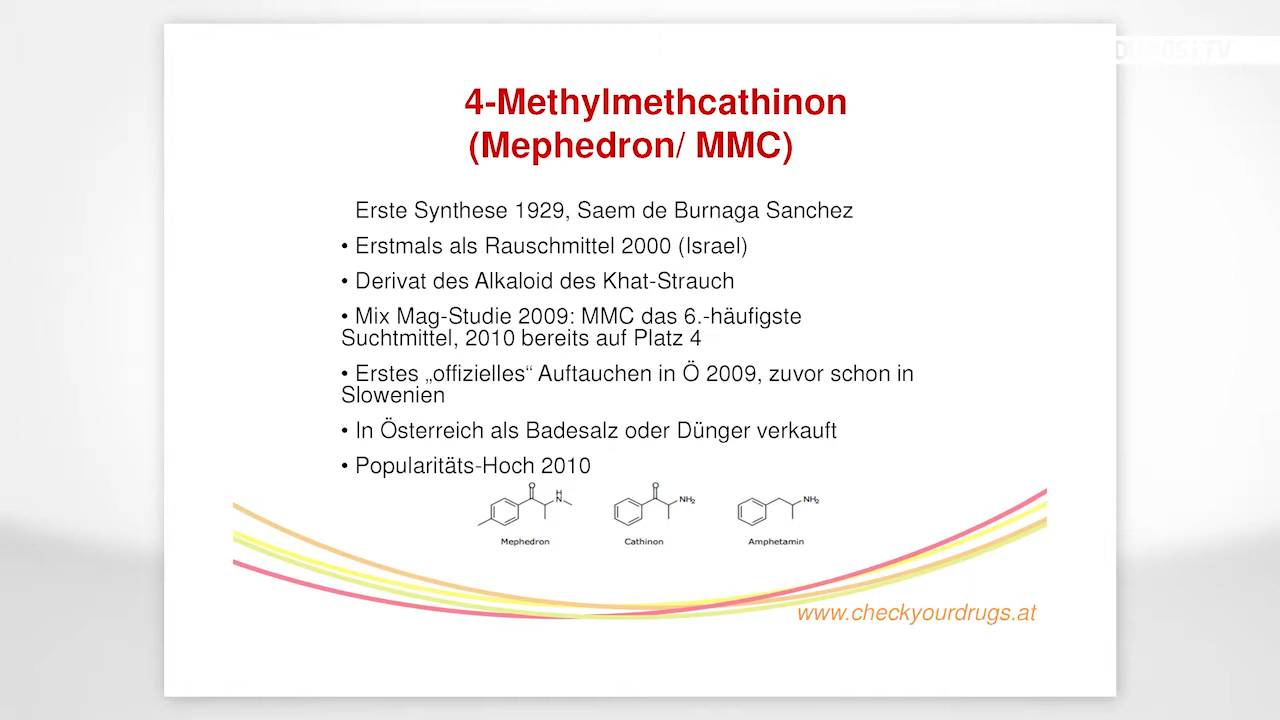 4-Methylmethcathinon
(Mephedron/ MMC)
Erste Synthese 1929, Saem de Burnaga Sanchez
• Erstmals als Rauschmittel 2000 (Israel)
• Derivat des Alkaloid des Khat-Strauch
• Mix Mag-Studie 2009: MMC das 6.-häufigste
Suchtmittel, 2010 bereits auf Platz 4
• Erstes „offizielles“ Auftauchen in Ö 2009, zuvor schon in
Slowenien
• In Österreich als Badesalz oder Dünger verkauft
• Popularitäts-Hoch 2010
O H N O NH₂ NH₂
Mephedron Cathinon Amphetamin
www.checkyourdrugs.at